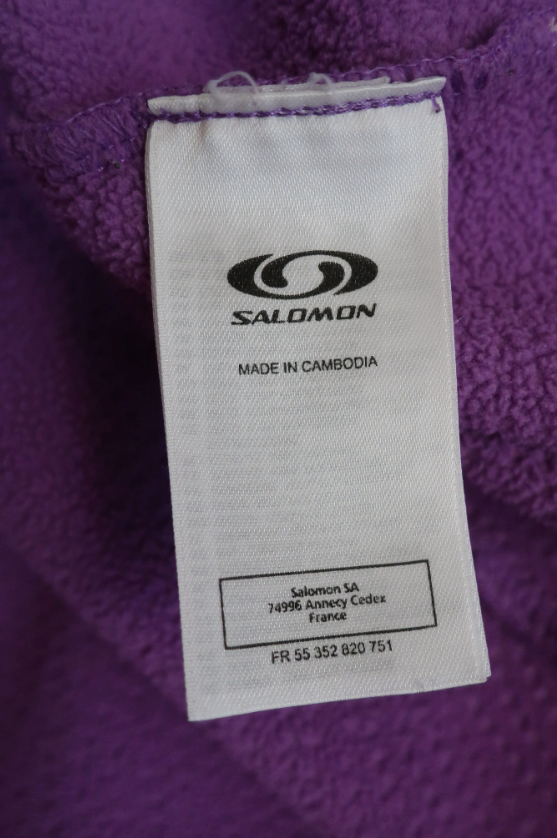 SALOMON
MADE IN CAMBODIA
Salomon SA
74996 Annecy Cedex
France
FR 55 352 820 751